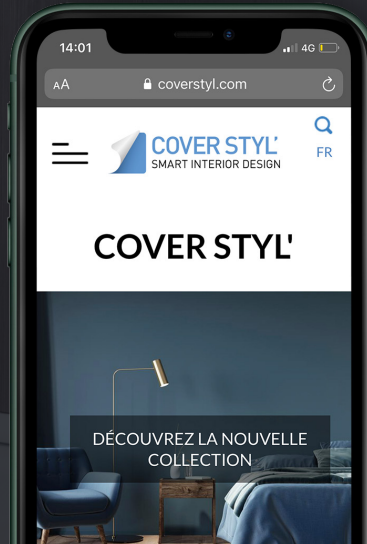 14:01
4G
AA
coverstyl.com
COVER STYL'
SMART INTERIOR DESIGN
FR
COVER STYL'
DÉCOUVREZ LA NOUVELLE
COLLECTION